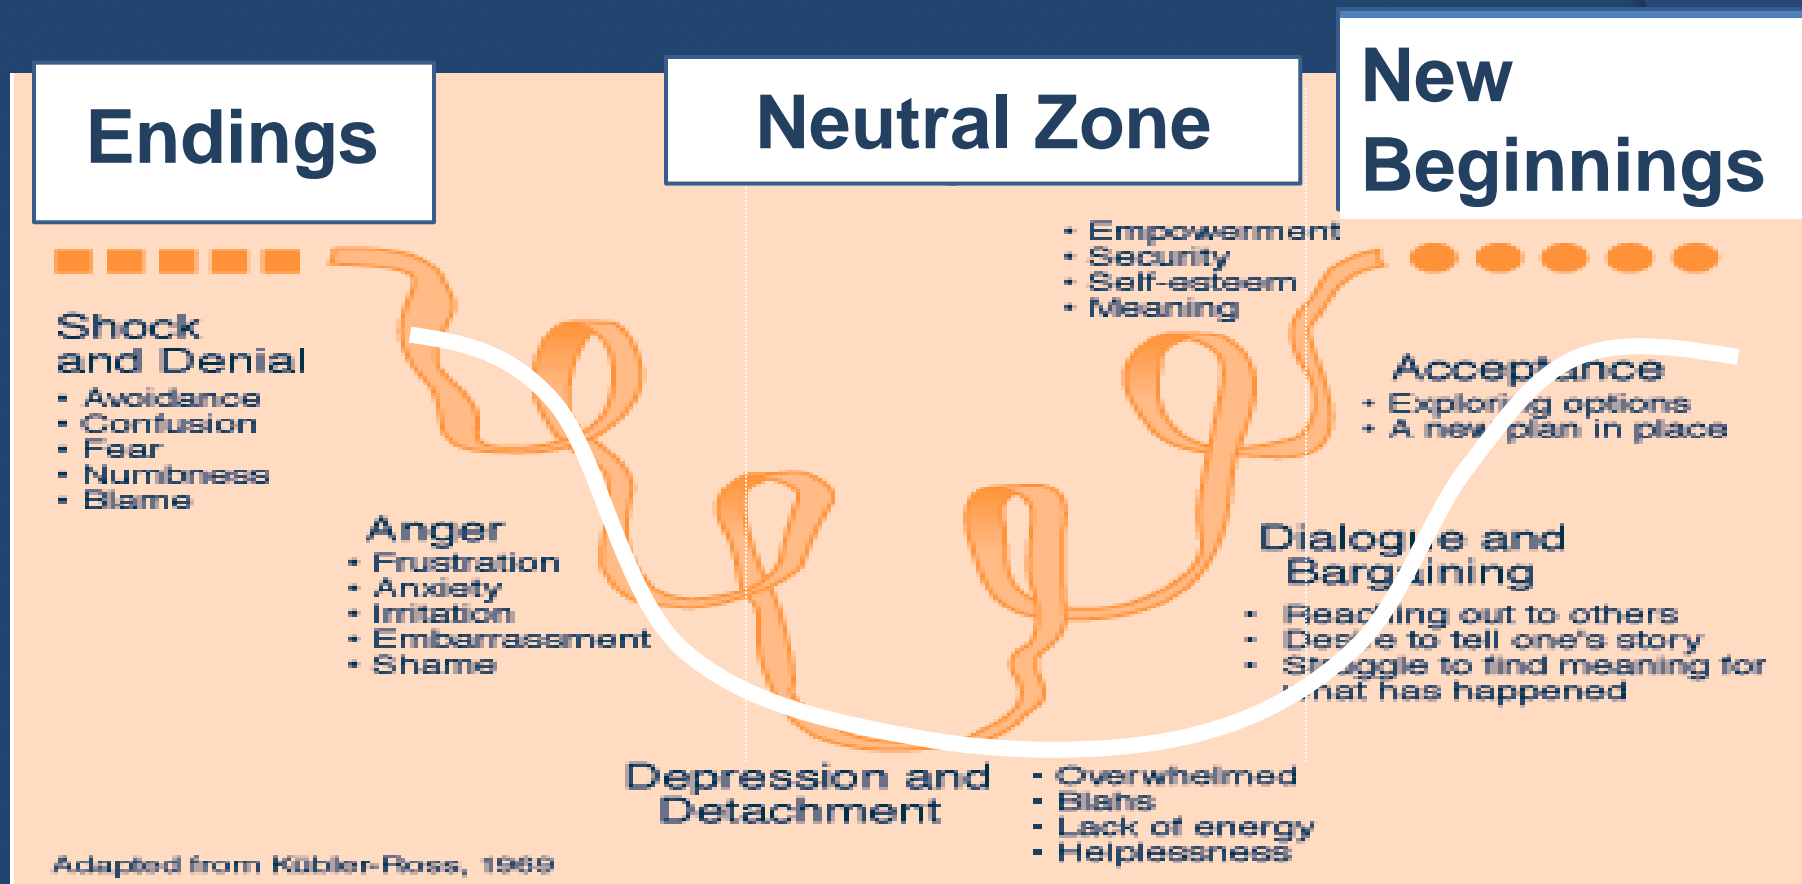 Endings
Neutral Zone
New
Beginnings
• Empowerment
• Security
• Self-esteem
• Meaning
Shock
and Denial
• Avoidance
• Confusion
• Fear
• Numbness
• Blame
Anger
• Frustration
• Anxiety
• Irritation
• Embarrassment
• Shame
Depression and
Detachment
• Overwhelmed
• Blahs
• Lack of energy
• Helplessness
Dialogue and
Bargaining
• Reaching out to others
• Desire to tell one's story
• Struggle to find meaning for
what has happened
Acceptance
• Exploring options
• A new plan in place
Adapted from Kübler-Ross, 1969